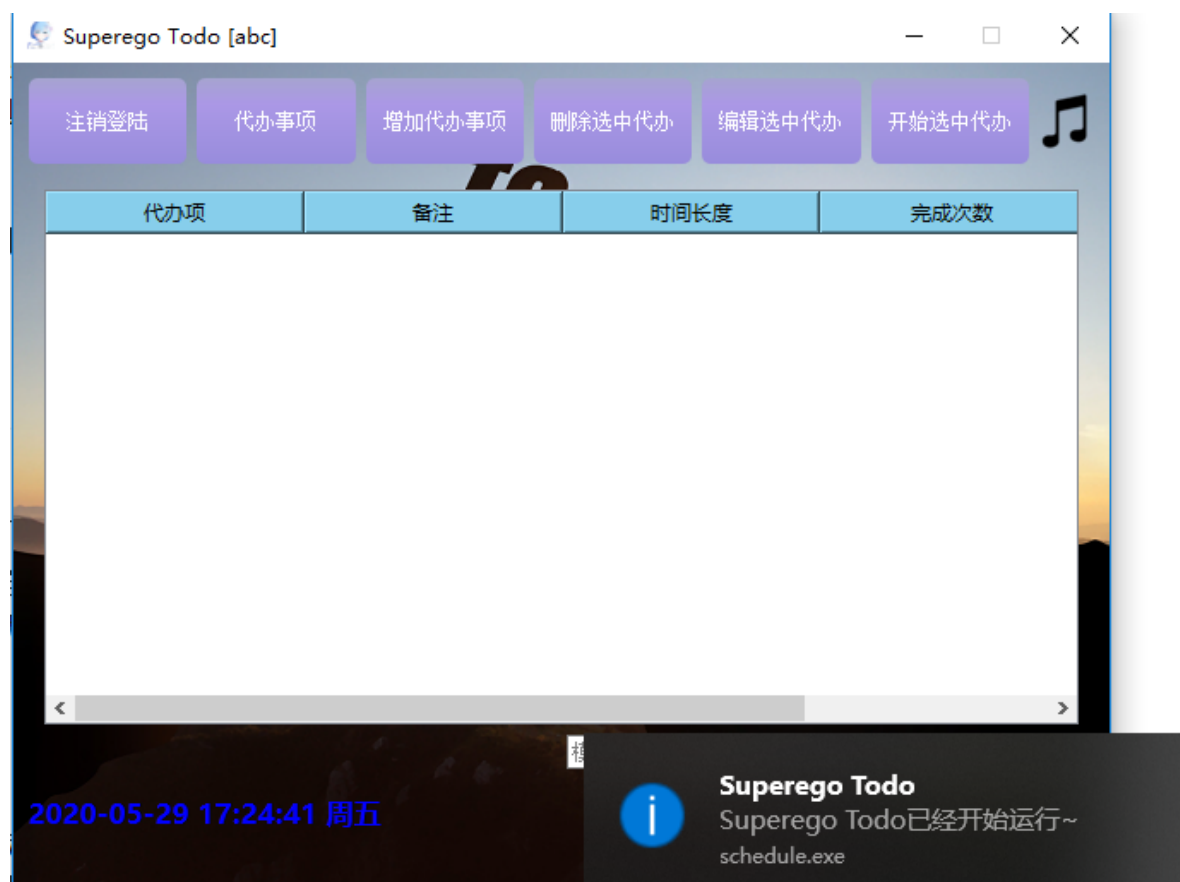 Superego Todo [abc]
注销登陆 代办事项 增加代办事项 删除选中代办 编辑选中代办 开始选中代办
代办项 备注 时间长度 完成次数
2020-05-29 17:24:41 周五
Superego Todo
Superego Todo已经开始运行~
schedule.exe